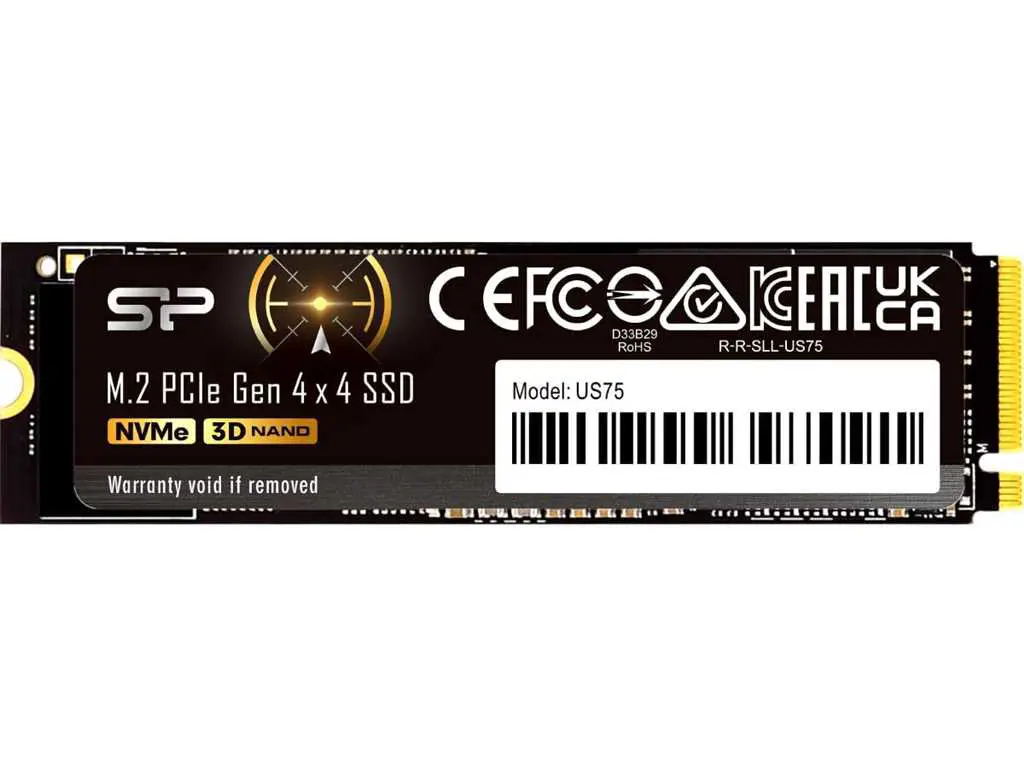 SP
CE FC KC EAC UK
CA
D33B29
RoHS
R-R-SLL-US75
M.2 PCIe Gen 4 x 4 SSD
NVMe 3D NAND
Model: US75
Warranty void if removed
M